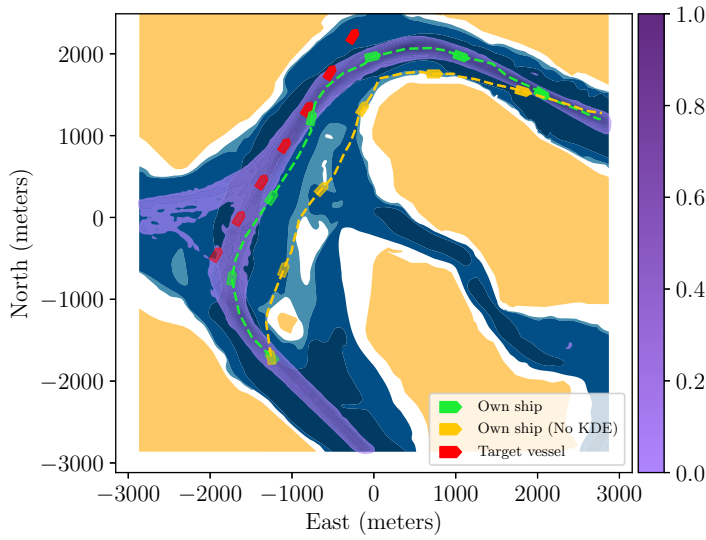 1.0
0.8
0.6
0.4
0.2
0.0
2000
1000
0
−1000
−2000
−3000
North (meters)
Own ship
Own ship (No KDE)
Target vessel
−3000 −2000 −1000 0 1000 2000 3000
East (meters)